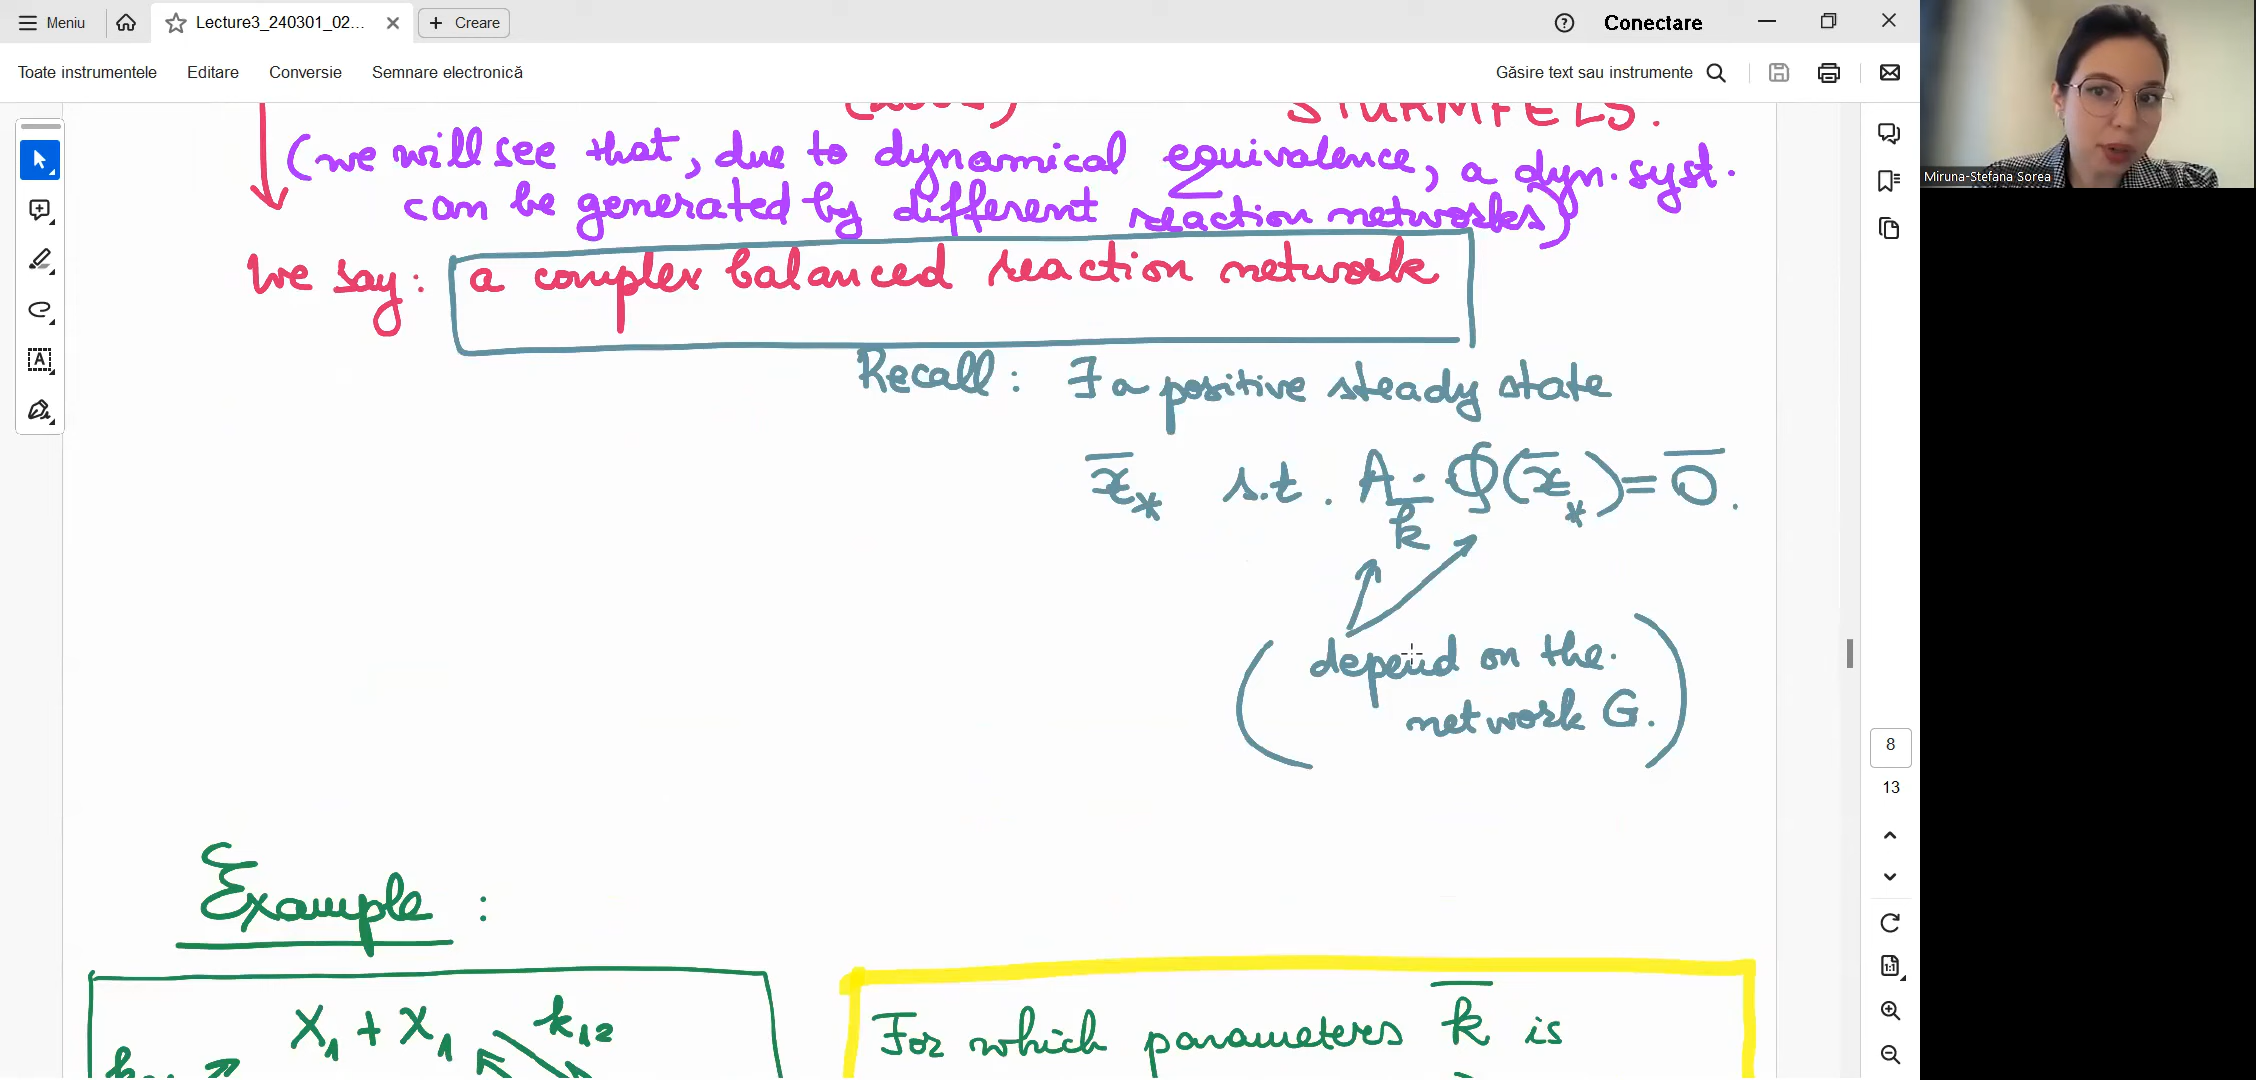 Meniu
Lecture3_240301_02...
Creare
Conectare
Toate instrumentele
Editare
Conversie
Semnare electronică
Găsire text sau instrumente
Miruna-Stefana Sorea
STURMFELS.
(we will see that, due to dynamical equivalence, a dyn. syst.
can be generated by different reaction networks)
We say: a complex balanced reaction network
Recall: ∃ a positive steady state
x̄* s.t. A_k · Φ(x̄*) = 0̄.
(depend on the
network G.)
8
13
Example:
X₁ + X₁ k₁₂
For which parameters k̄ is